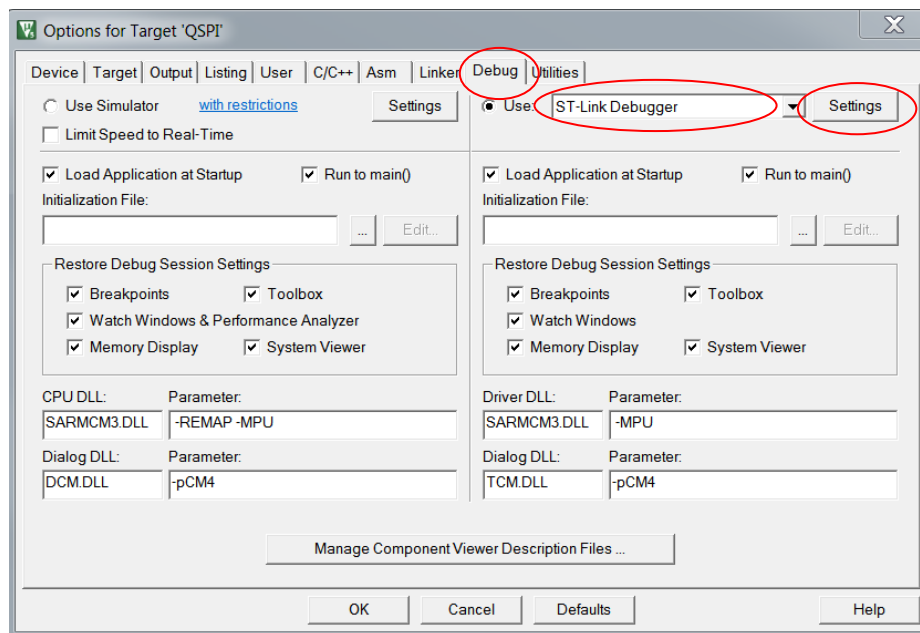 Options for Target 'QSPI'
Device Target Output Listing User C/C++ Asm Linker Debug Utilities
Use Simulator with restrictions Settings Use: ST-Link Debugger Settings
Limit Speed to Real-Time
Load Application at Startup Run to main() Load Application at Startup Run to main()
Initialization File: Initialization File:
... Edit... ... Edit...
Restore Debug Session Settings Restore Debug Session Settings
Breakpoints Toolbox Breakpoints Toolbox
Watch Windows & Performance Analyzer Watch Windows
Memory Display System Viewer Memory Display System Viewer
CPU DLL: Parameter: Driver DLL: Parameter:
SARMCM3.DLL -REMAP -MPU SARMCM3.DLL -MPU
Dialog DLL: Parameter: Dialog DLL: Parameter:
DCM.DLL -pCM4 TCM.DLL -pCM4
Manage Component Viewer Description Files ...
OK Cancel Defaults Help